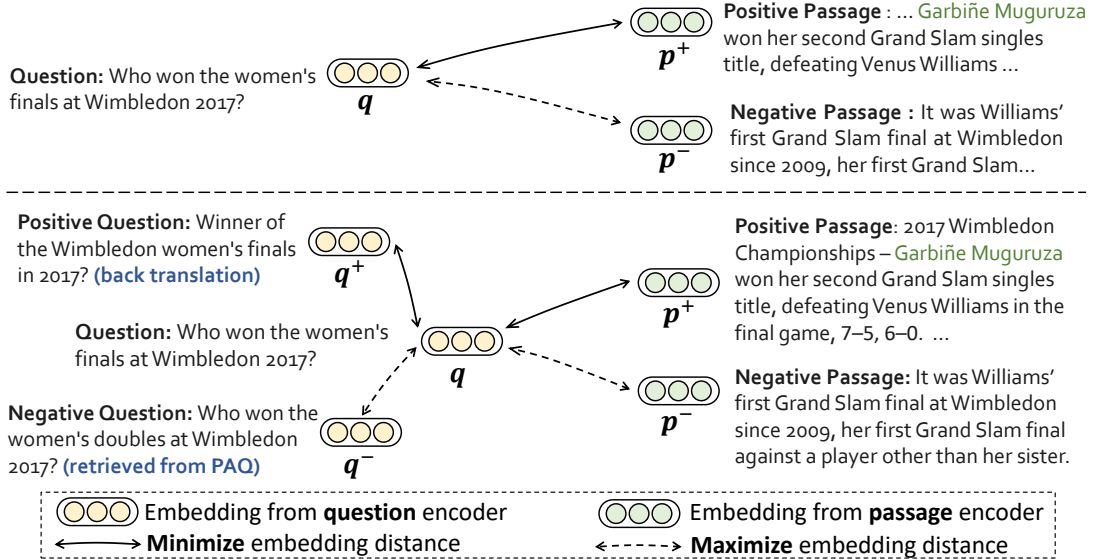 Question: Who won the women's
finals at Wimbledon 2017?
q
p+
Positive Passage : ... Garbiñe Muguruza
won her second Grand Slam singles
title, defeating Venus Williams ...
p−
Negative Passage : It was Williams'
first Grand Slam final at Wimbledon
since 2009, her first Grand Slam...
Positive Question: Winner of
the Wimbledon women's finals
in 2017? (back translation)
q+
Question: Who won the women's
finals at Wimbledon 2017?
q
Negative Question: Who won the
women's doubles at Wimbledon
2017? (retrieved from PAQ)
q−
p+
Positive Passage: 2017 Wimbledon
Championships – Garbiñe Muguruza
won her second Grand Slam singles
title, defeating Venus Williams in the
final game, 7–5, 6–0. ...
p−
Negative Passage: It was Williams'
first Grand Slam final at Wimbledon
since 2009, her first Grand Slam final
against a player other than her sister.
Embedding from question encoder
Embedding from passage encoder
Minimize embedding distance
Maximize embedding distance